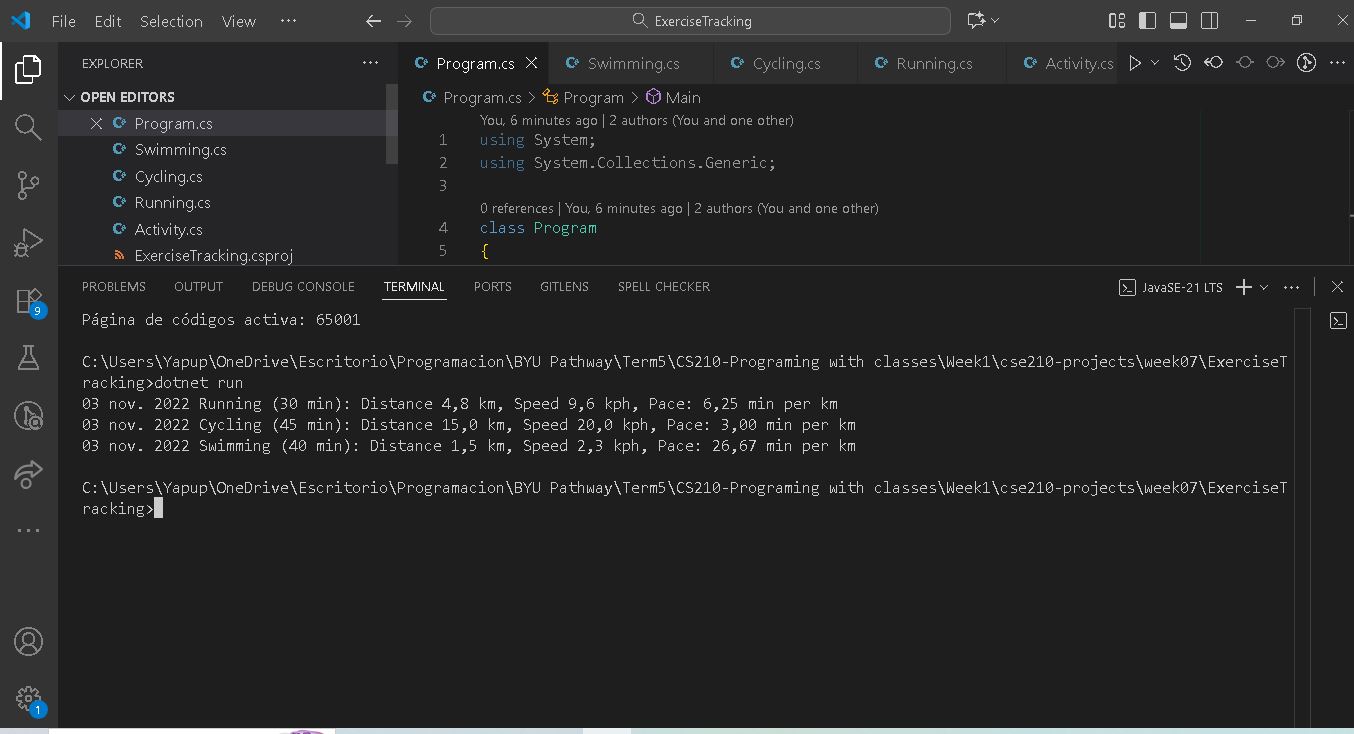 File Edit Selection View ··· ExerciseTracking
EXPLORER
OPEN EDITORS
Program.cs
Swimming.cs
Cycling.cs
Running.cs
Activity.cs
ExerciseTracking.csproj
Program.cs Swimming.cs Cycling.cs Running.cs Activity.cs
Program.cs > Program > Main
You, 6 minutes ago | 2 authors (You and one other)
1 using System;
2 using System.Collections.Generic;
3
0 references | You, 6 minutes ago | 2 authors (You and one other)
4 class Program
5 {
PROBLEMS OUTPUT DEBUG CONSOLE TERMINAL PORTS GITLENS SPELL CHECKER JavaSE-21 LTS
Página de códigos activa: 65001
C:\Users\Yapup\OneDrive\Escritorio\Programacion\BYU Pathway\Term5\CS210-Programing with classes\Week1\cse210-projects\week07\ExerciseT
racking>dotnet run
03 nov. 2022 Running (30 min): Distance 4,8 km, Speed 9,6 kph, Pace: 6,25 min per km
03 nov. 2022 Cycling (45 min): Distance 15,0 km, Speed 20,0 kph, Pace: 3,00 min per km
03 nov. 2022 Swimming (40 min): Distance 1,5 km, Speed 2,3 kph, Pace: 26,67 min per km
C:\Users\Yapup\OneDrive\Escritorio\Programacion\BYU Pathway\Term5\CS210-Programing with classes\Week1\cse210-projects\week07\ExerciseT
racking>
9
1